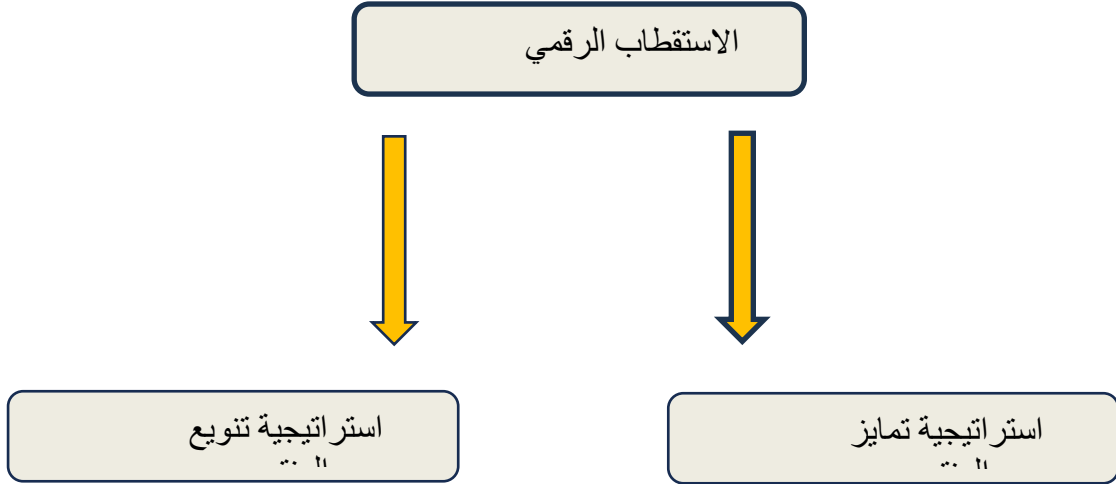 الاستقطاب الرقمي
استراتيجية تمايز
استراتيجية تنويع